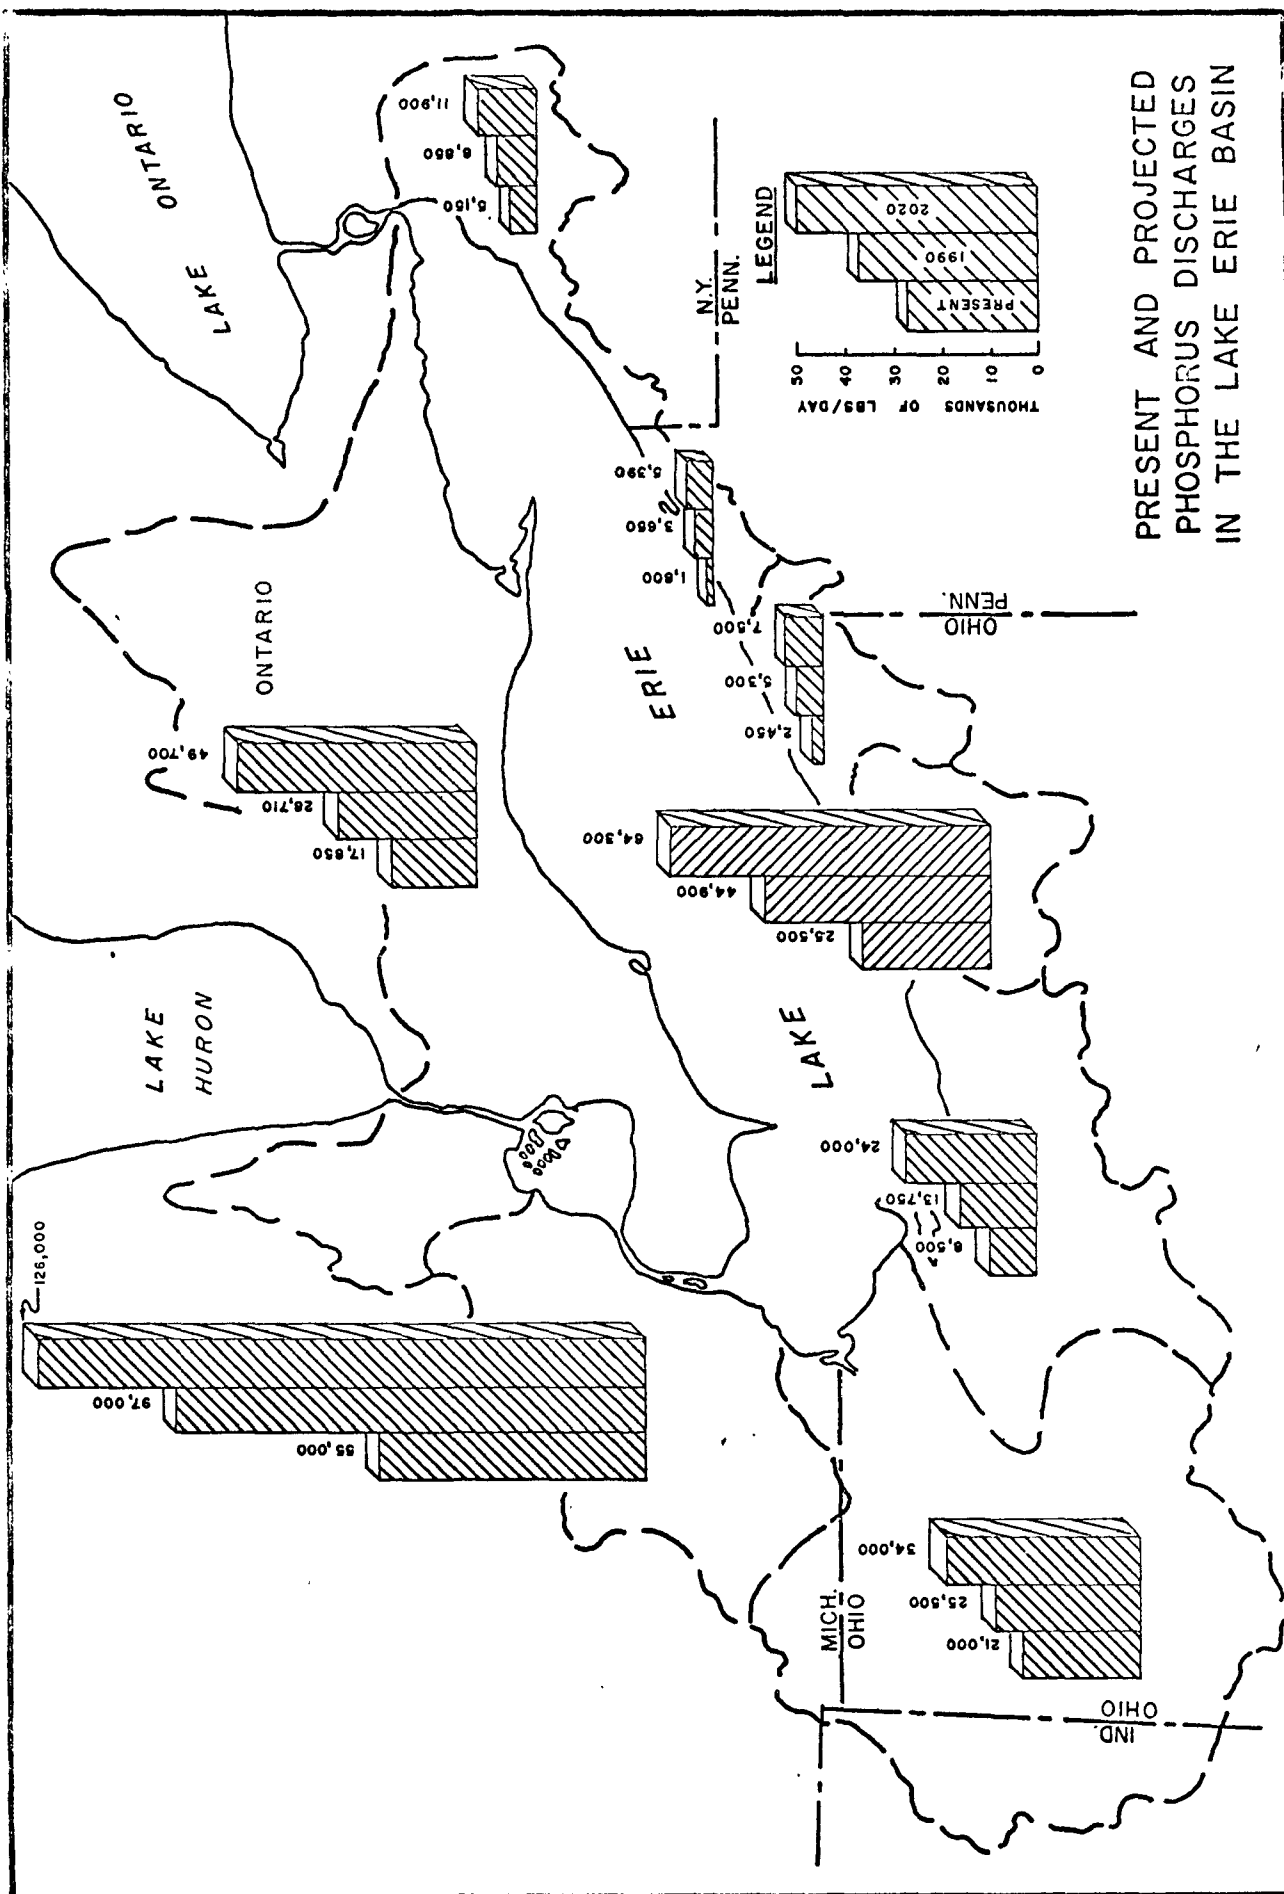 LAKE ONTARIO
LAKE
HURON
ONTARIO
LAKE ERIE
126,000
97,000
55,000
49,700
28,710
17,850
11,900
8,850
5,150
5,390
3,650
1,800
7,500
5,300
2,450
64,300
44,900
25,500
24,000
13,750
8,500
34,000
25,500
21,000
N.Y.
PENN.
OHIO
PENN.
MICH.
OHIO
IND.
OHIO
LEGEND
THOUSANDS OF LBS/DAY
50
40
30
20
10
0
PRESENT
1990
2020
PRESENT AND PROJECTED
PHOSPHORUS DISCHARGES
IN THE LAKE ERIE BASIN